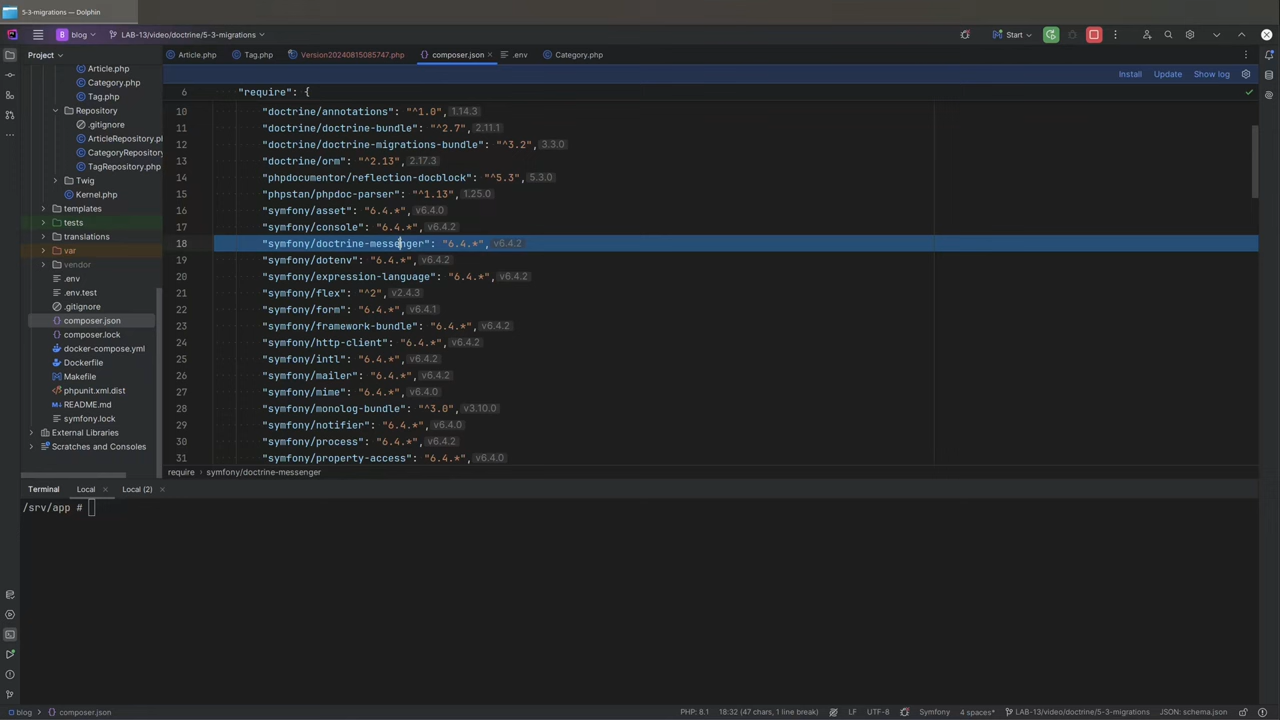 5-3-migrations — Dolphin
B blog LAB-13/video/doctrine/5-3-migrations Start
Project Article.php Tag.php Version20240815085747.php composer.json .env Category.php
Install Update Show log
Article.php
Category.php
Tag.php
Repository
.gitignore
ArticleRepository.ph
CategoryRepository
TagRepository.php
Twig
Kernel.php
templates
tests
translations
var
vendor
.env
.env.test
.gitignore
composer.json
composer.lock
docker-compose.yml
Dockerfile
Makefile
phpunit.xml.dist
README.md
symfony.lock
External Libraries
Scratches and Consoles
6 "require": {
10 "doctrine/annotations": "^1.0", 1.14.3
11 "doctrine/doctrine-bundle": "^2.7", 2.11.1
12 "doctrine/doctrine-migrations-bundle": "^3.2", 3.3.0
13 "doctrine/orm": "^2.13", 2.17.3
14 "phpdocumentor/reflection-docblock": "^5.3", 5.3.0
15 "phpstan/phpdoc-parser": "^1.13", 1.25.0
16 "symfony/asset": "6.4.*", v6.4.0
17 "symfony/console": "6.4.*", v6.4.2
18 "symfony/doctrine-messenger": "6.4.*", v6.4.2
19 "symfony/dotenv": "6.4.*", v6.4.2
20 "symfony/expression-language": "6.4.*", v6.4.2
21 "symfony/flex": "^2", v2.4.3
22 "symfony/form": "6.4.*", v6.4.1
23 "symfony/framework-bundle": "6.4.*", v6.4.2
24 "symfony/http-client": "6.4.*", v6.4.2
25 "symfony/intl": "6.4.*", v6.4.2
26 "symfony/mailer": "6.4.*", v6.4.2
27 "symfony/mime": "6.4.*", v6.4.0
28 "symfony/monolog-bundle": "^3.0", v3.10.0
29 "symfony/notifier": "6.4.*", v6.4.0
30 "symfony/process": "6.4.*", v6.4.2
31 "symfony/property-access": "6.4.*", v6.4.0
require › symfony/doctrine-messenger
Terminal Local Local (2)
/srv/app #
blog › composer.json PHP: 8.1 18:32 (47 chars, 1 line break) LF UTF-8 Symfony 4 spaces* LAB-13/video/doctrine/5-3-migrations JSON: schema.json